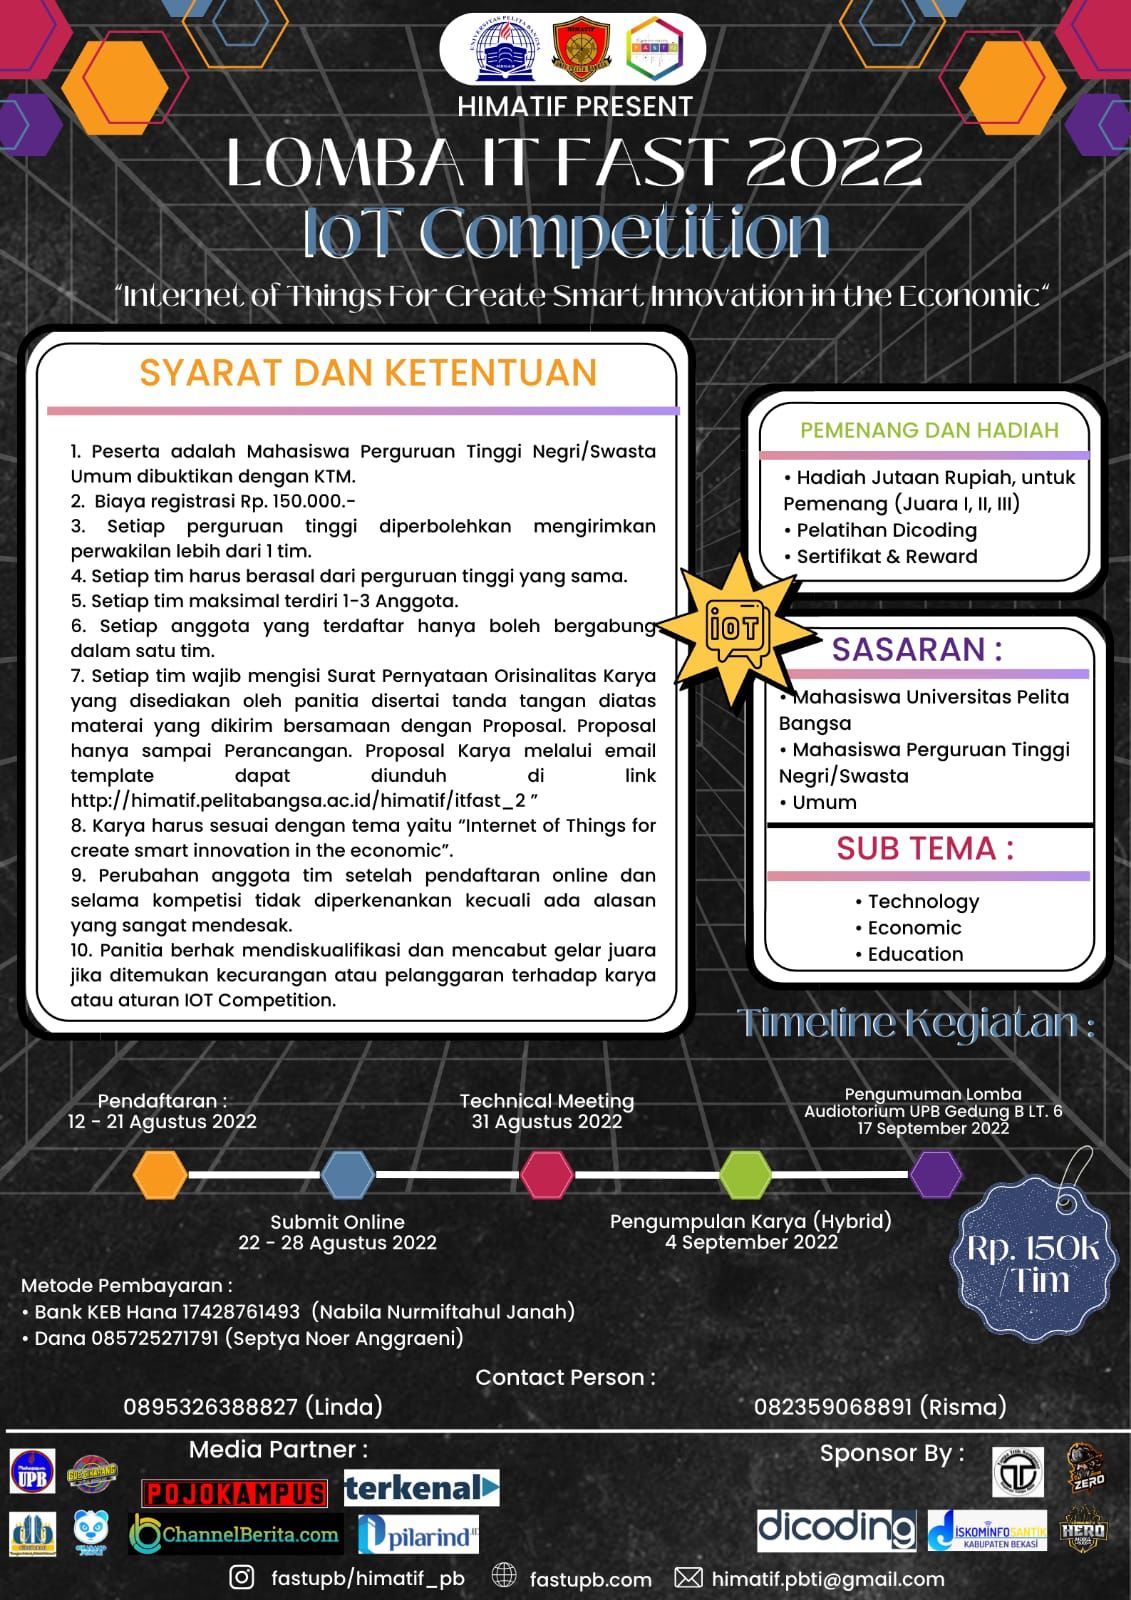 UNIVERSITAS PELITA BANGSA
HIMATIF
FASTO
HIMATIF PRESENT
LOMBA IT FAST 2022
IoT Competition
“Internet of Things For Create Smart Innovation in the Economic“
SYARAT DAN KETENTUAN
1. Peserta adalah Mahasiswa Perguruan Tinggi Negri/Swasta
Umum dibuktikan dengan KTM.
2. Biaya registrasi Rp. 150.000.-
3. Setiap perguruan tinggi diperbolehkan mengirimkan
perwakilan lebih dari 1 tim.
4. Setiap tim harus berasal dari perguruan tinggi yang sama.
5. Setiap tim maksimal terdiri 1-3 Anggota.
6. Setiap anggota yang terdaftar hanya boleh bergabung
dalam satu tim.
7. Setiap tim wajib mengisi Surat Pernyataan Orisinalitas Karya
yang disediakan oleh panitia disertai tanda tangan diatas
materai yang dikirim bersamaan dengan Proposal. Proposal
hanya sampai Perancangan. Proposal Karya melalui email
template dapat diunduh di link
http://himatif.pelitabangsa.ac.id/himatif/itfast_2 ”
8. Karya harus sesuai dengan tema yaitu “Internet of Things for
create smart innovation in the economic”.
9. Perubahan anggota tim setelah pendaftaran online dan
selama kompetisi tidak diperkenankan kecuali ada alasan
yang sangat mendesak.
10. Panitia berhak mendiskualifikasi dan mencabut gelar juara
jika ditemukan kecurangan atau pelanggaran terhadap karya
atau aturan IOT Competition.
PEMENANG DAN HADIAH
• Hadiah Jutaan Rupiah, untuk
Pemenang (Juara I, II, III)
• Pelatihan Dicoding
• Sertifikat & Reward
iOT
SASARAN :
• Mahasiswa Universitas Pelita
Bangsa
• Mahasiswa Perguruan Tinggi
Negri/Swasta
• Umum
SUB TEMA :
• Technology
• Economic
• Education
Timeline Kegiatan :
Pendaftaran :
12 - 21 Agustus 2022
Technical Meeting
31 Agustus 2022
Pengumuman Lomba
Audiotorium UPB Gedung B LT. 6
17 September 2022
Submit Online
22 - 28 Agustus 2022
Pengumpulan Karya (Hybrid)
4 September 2022
Rp. 150k
/Tim
Metode Pembayaran :
• Bank KEB Hana 17428761493 (Nabila Nurmiftahul Janah)
• Dana 085725271791 (Septya Noer Anggraeni)
Contact Person :
0895326388827 (Linda)
082359068891 (Risma)
Media Partner :
UPB
POJOKAMPUS
terkenal
ChannelBerita.com
pilarind.id
Sponsor By :
ZERO
dicoding
DISKOMINFOSANTIK
KABUPATEN BEKASI
HERO
fastupb/himatif_pb
fastupb.com
himatif.pbti@gmail.com